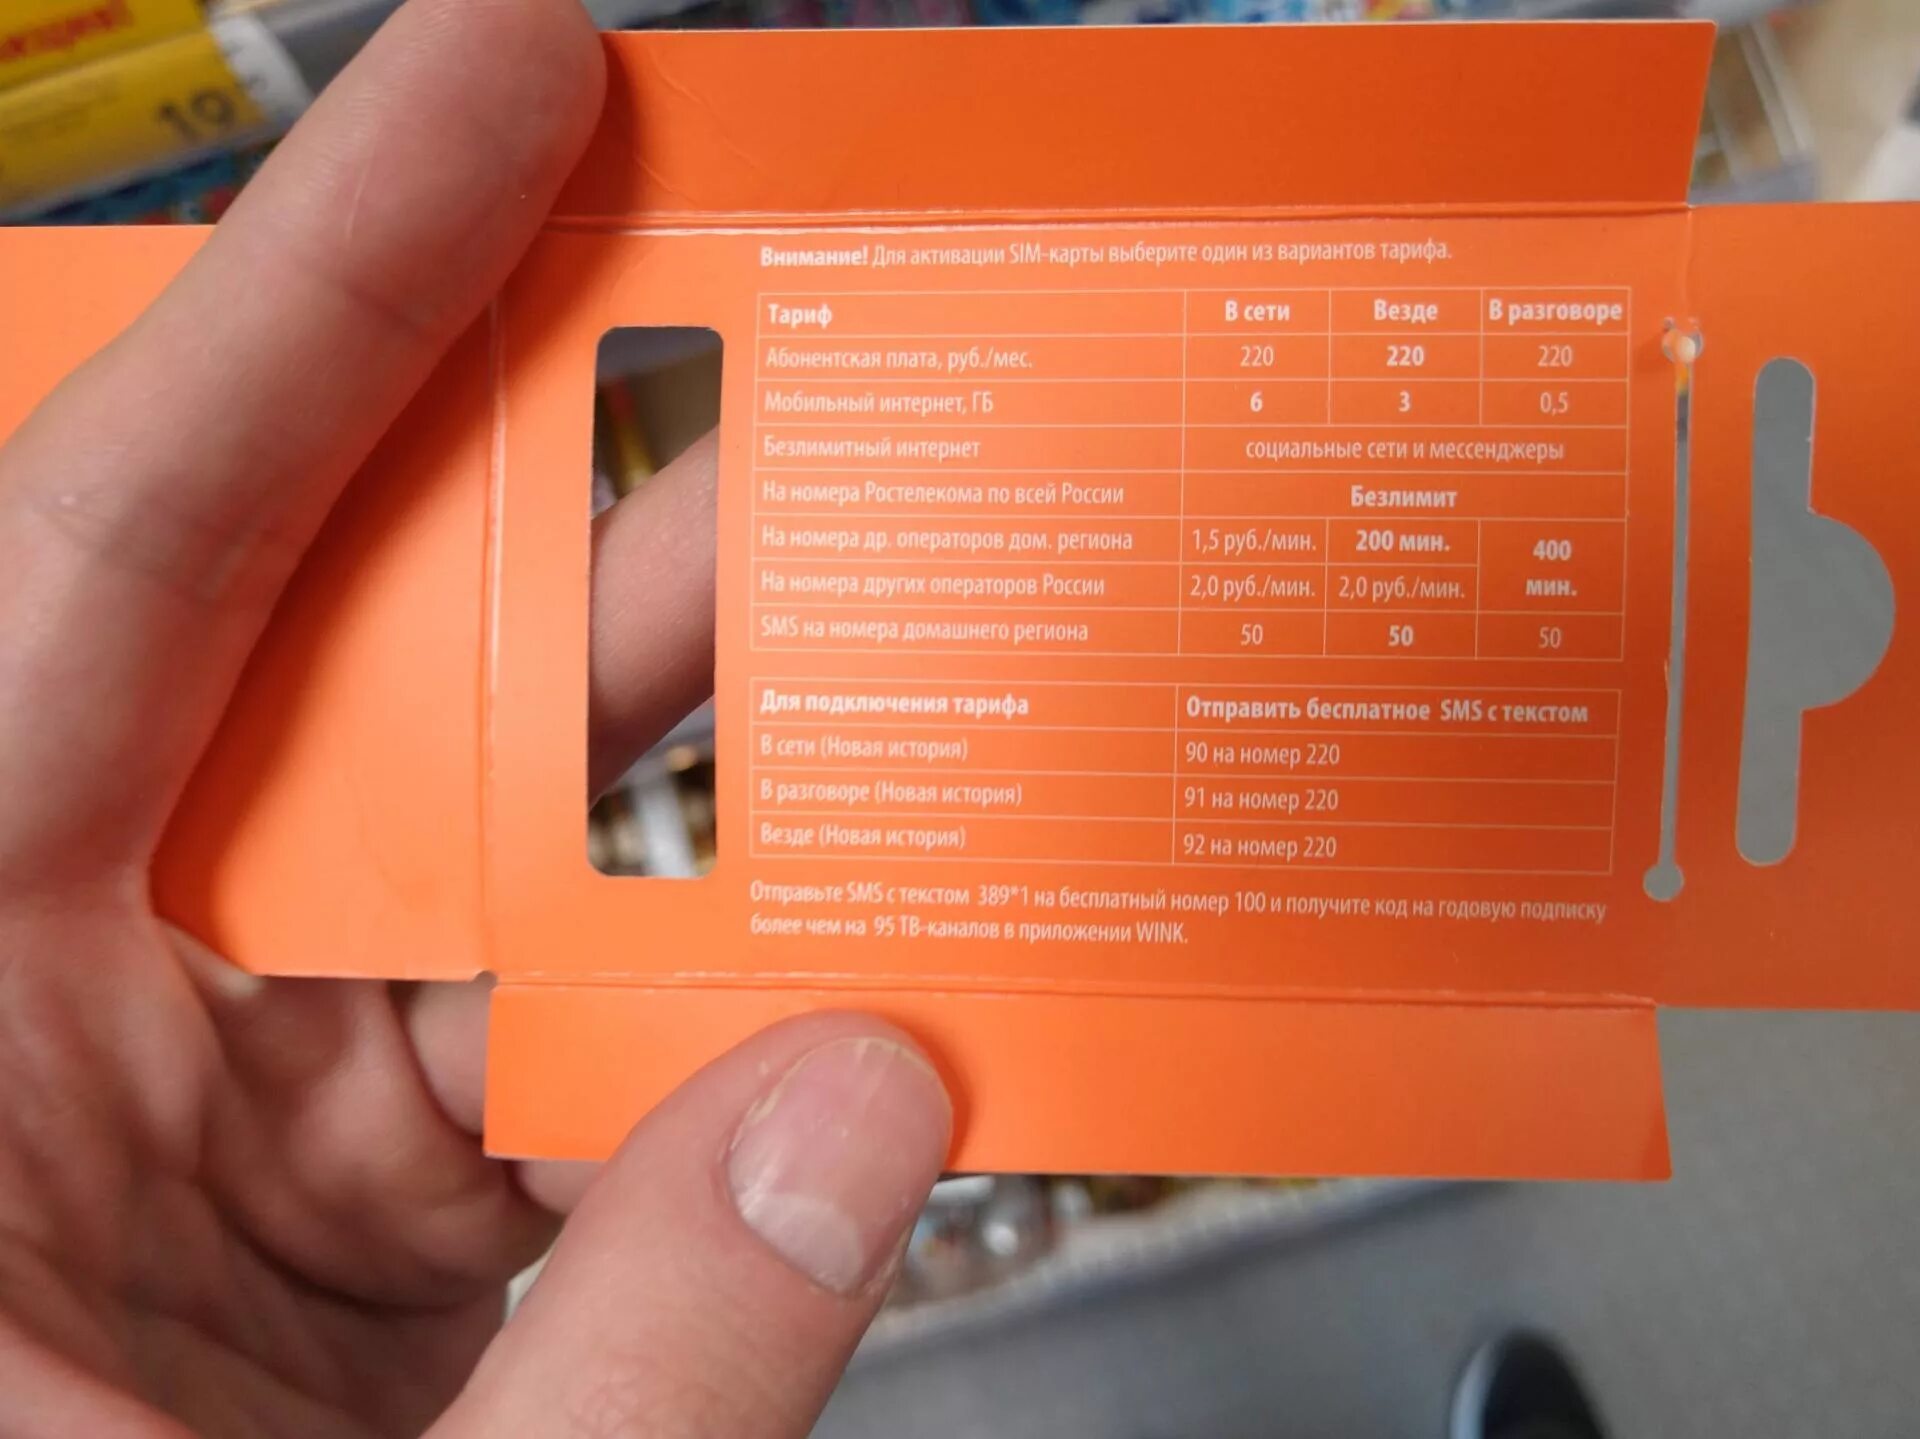 19
Внимание! Для активации SIM-карты выберите один из вариантов тарифа.
Тариф В сети Везде В разговоре
Абонентская плата, руб./мес. 220 220 220
Мобильный интернет, ГБ 6 3 0,5
Безлимитный интернет социальные сети и мессенджеры
На номера Ростелекома по всей России Безлимит
На номера др. операторов дом. региона 1,5 руб./мин. 200 мин. 400
На номера других операторов России 2,0 руб./мин. 2,0 руб./мин. мин.
SMS на номера домашнего региона 50 50 50
Для подключения тарифа Отправить бесплатное SMS с текстом
В сети (Новая история) 90 на номер 220
В разговоре (Новая история) 91 на номер 220
Везде (Новая история) 92 на номер 220
Отправьте SMS с текстом 389*1 на бесплатный номер 100 и получите код на годовую подписку
более чем на 95 ТВ-каналов в приложении WINK.